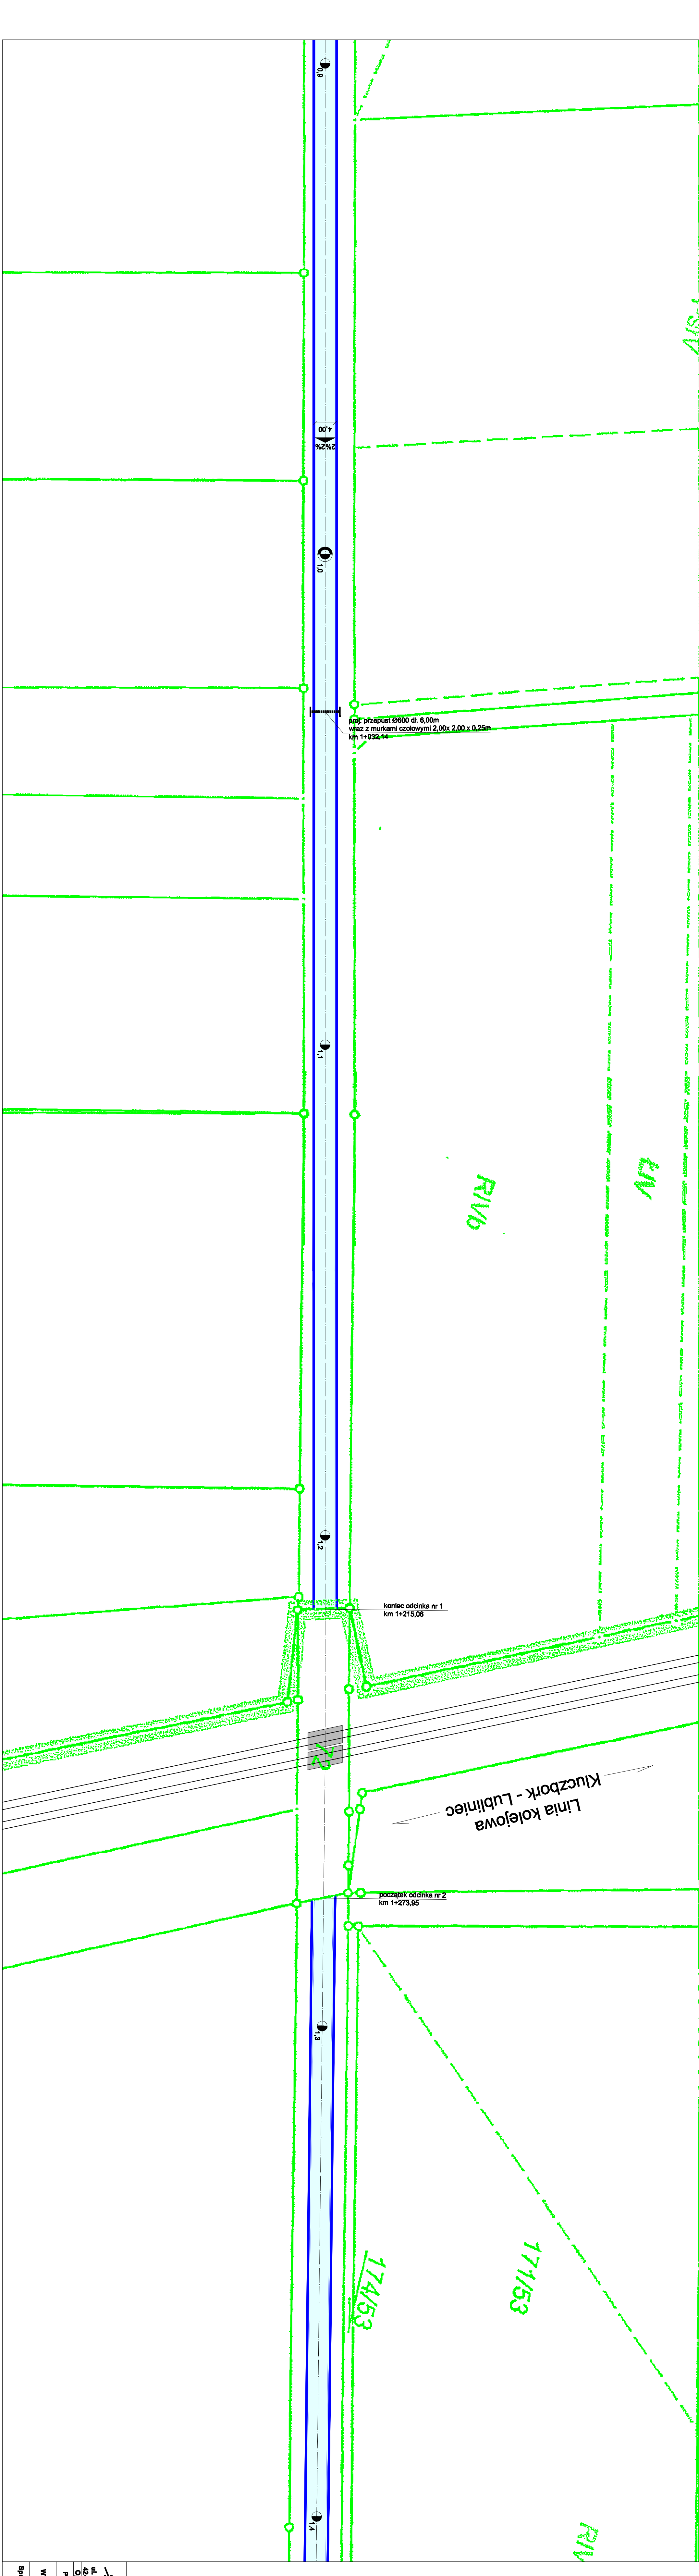 0,9
4,00
2%2%
1,0
proj. przepust Ø600 dł. 6,00m
wraz z murkami czołowymi 2,00x 2,00 x 0,25m
km 1+032,14
1,1
RIVb
ŁIV
1,2
koniec odcinka nr 1
km 1+215,06
Linia kolejowa
Kluczbork - Lubliniec
początek odcinka nr 2
km 1+273,95
1,3
174/53
171/53
1,4
RIV